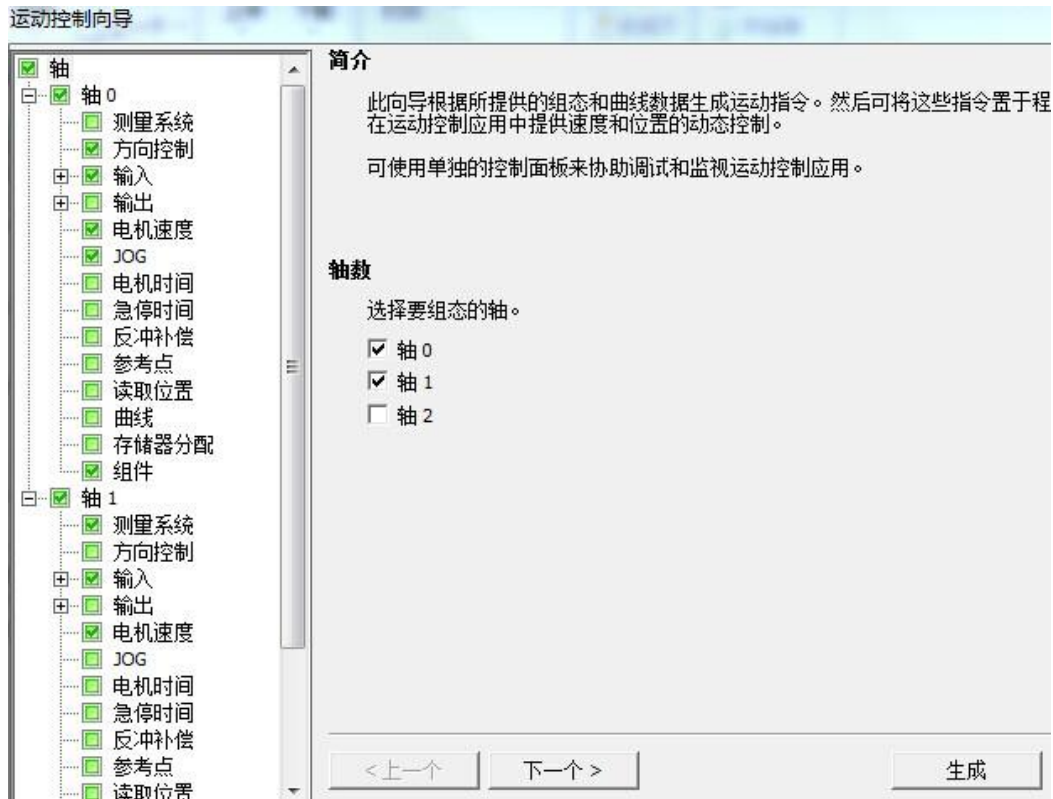 运动控制向导
轴
轴 0
测量系统
方向控制
输入
输出
电机速度
JOG
电机时间
急停时间
反冲补偿
参考点
读取位置
曲线
存储器分配
组件
轴 1
测量系统
方向控制
输入
输出
电机速度
JOG
电机时间
急停时间
反冲补偿
参考点
读取位置
简介
此向导根据所提供的组态和曲线数据生成运动指令。然后可将这些指令置于程
在运动控制应用中提供速度和位置的动态控制。
可使用单独的控制面板来协助调试和监视运动控制应用。
轴数
选择要组态的轴。
轴 0
轴 1
轴 2
<上一个
下一个 >
生成